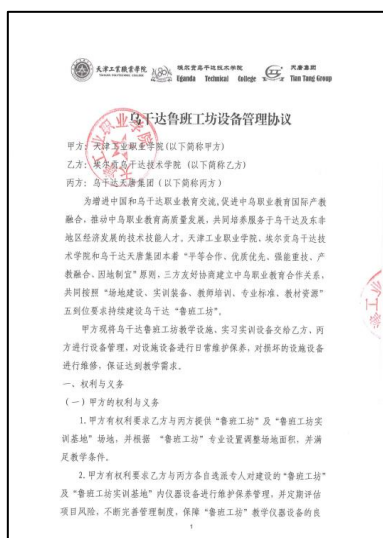 天津工业职业学院
埃尔贡乌干达技术学院
Uganda Technical College
天唐集团
Tian Tang Group
乌干达鲁班工坊设备管理协议
甲方：天津工业职业学院(以下简称甲方)
乙方：埃尔贡乌干达技术学院（以下简称乙方）
丙方：乌干达天唐集团（以下简称丙方）
为增进中国和乌干达职业教育交流,促进中乌职业教育国际产教
融合、推动中乌职业教育高质量发展，共同培养服务于乌干达及东非
地区经济发展的技术技能人才。天津工业职业学院、埃尔贡乌干达技
术学院和乌干达天唐集团本着“平等合作、优质优先、强能重技、产
教融合、因地制宜”原则，三方友好协商建立中乌职业教育合作关系，
共同按照“场地建设、实训装备、教师培训、专业标准、教材资源”
五到位要求持续建设乌干达“鲁班工坊”。
甲方现将乌干达鲁班工坊教学设施、实习实训设备交给乙方、丙
方进行设备管理，对设施设备进行日常维护保养，对损坏的设施设备
进行维修，保证达到教学需求。
一、权利与义务
（一）甲方的权利与义务
1.甲方有权利要求乙方与丙方提供“鲁班工坊”及“鲁班工坊实
训基地”场地，并根据 “鲁班工坊”专业设置调整场地面积，并满
足教学条件。
2.甲方有权利要求乙方与丙方各自选派专人对建设的“鲁班工坊”
及“鲁班工坊实训基地”内仪器设备进行维护保养管理，并定期评估
项目风险、不断完善管理制度，保障“鲁班工坊”教学仪器设备的良
1